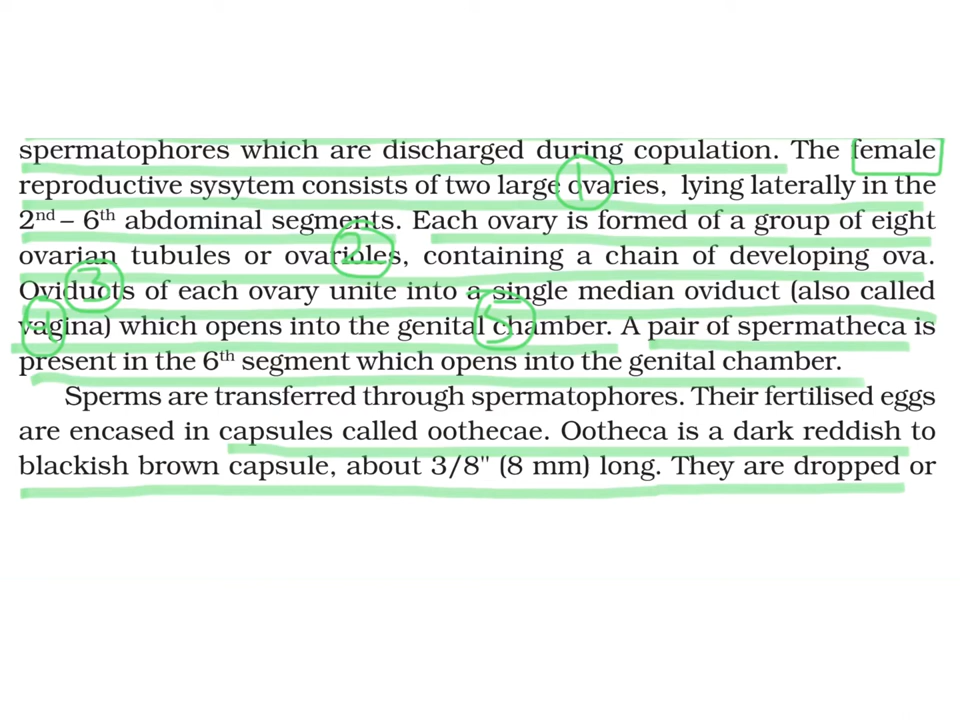 spermatophores which are discharged during copulation. The female
reproductive sysytem consists of two large ovaries, lying laterally in the
2nd – 6th abdominal segments. Each ovary is formed of a group of eight
ovarian tubules or ovarioles, containing a chain of developing ova.
Oviducts of each ovary unite into a single median oviduct (also called
vagina) which opens into the genital chamber. A pair of spermatheca is
present in the 6th segment which opens into the genital chamber.
Sperms are transferred through spermatophores. Their fertilised eggs
are encased in capsules called oothecae. Ootheca is a dark reddish to
blackish brown capsule, about 3/8" (8 mm) long. They are dropped or
1
2
3
4
5